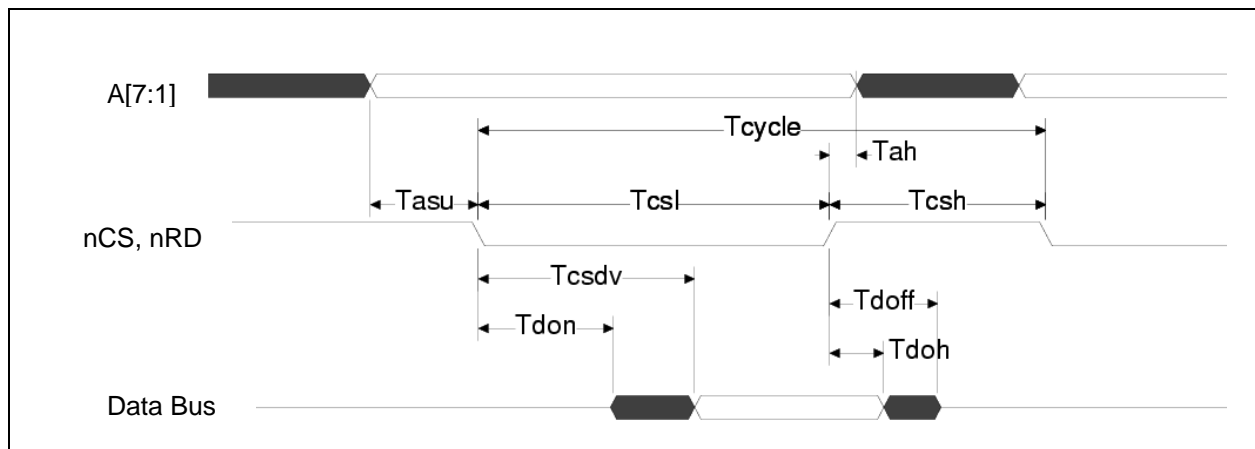 A[7:1]
Tcycle
Tah
Tasu
Tcsl
Tcsh
nCS, nRD
Tcsdv
Tdoff
Tdon
Tdoh
Data Bus